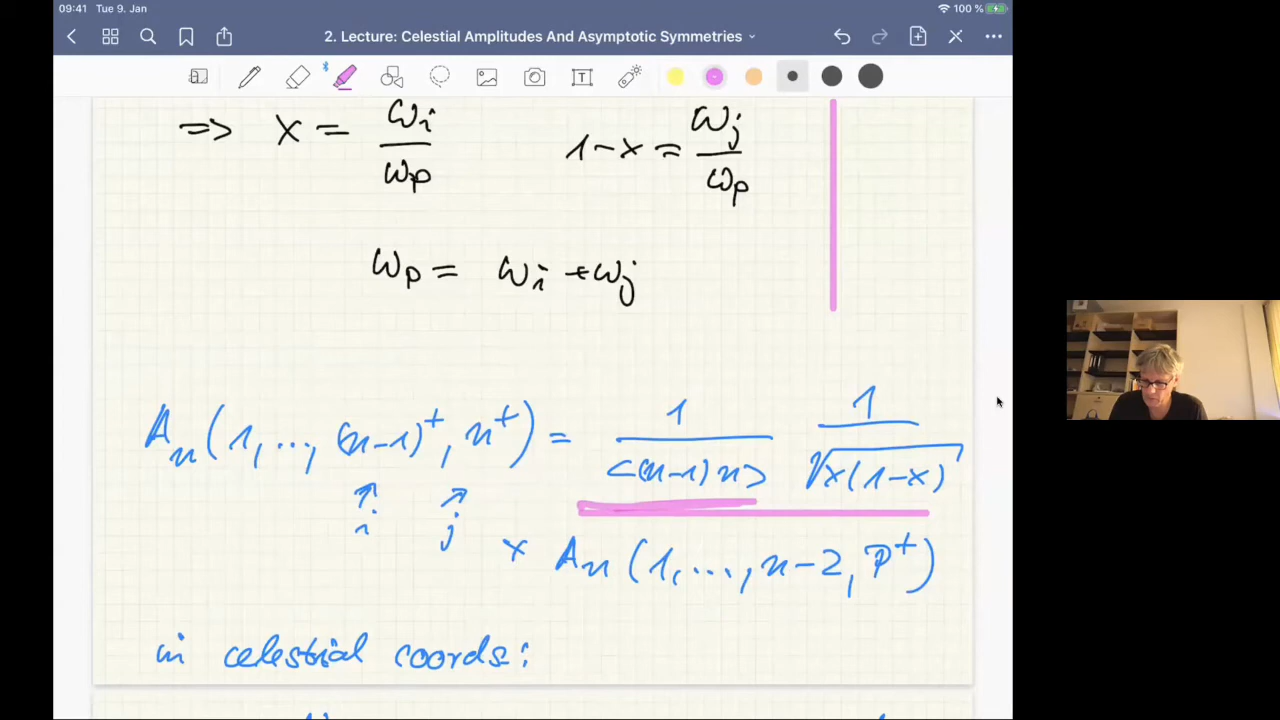 09:41 Tue 9. Jan 100 %
2. Lecture: Celestial Amplitudes And Asymptotic Symmetries
=> x = ωi / ωp 1-x = ωj / ωp
ωp = ωi + ωj
An(1,...,(n-1)⁺, n⁺) = 1 / <(n-1)n> 1 / √x(1-x)
↑ ↑
i j
× An(1,...,n-2, P⁺)
in celestial coords: